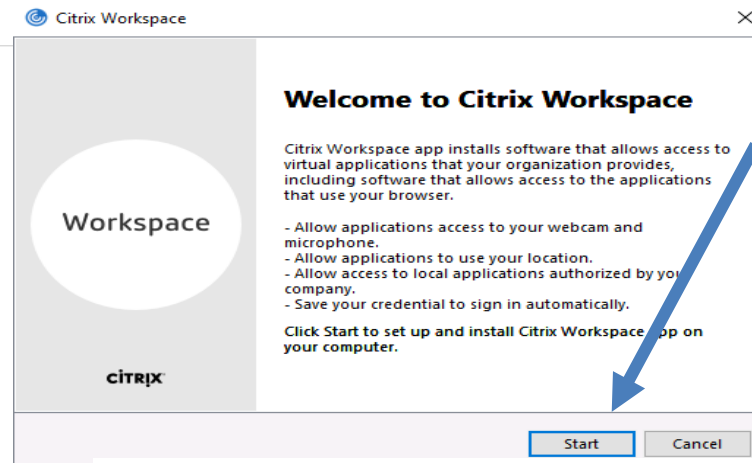 Citrix Workspace
Welcome to Citrix Workspace
Citrix Workspace app installs software that allows access to
virtual applications that your organization provides,
including software that allows access to the applications
that use your browser.
- Allow applications access to your webcam and
microphone.
- Allow applications to use your location.
- Allow access to local applications authorized by your
company.
- Save your credential to sign in automatically.
Click Start to set up and install Citrix Workspace app on
your computer.
Workspace
CİTRİX
Start
Cancel